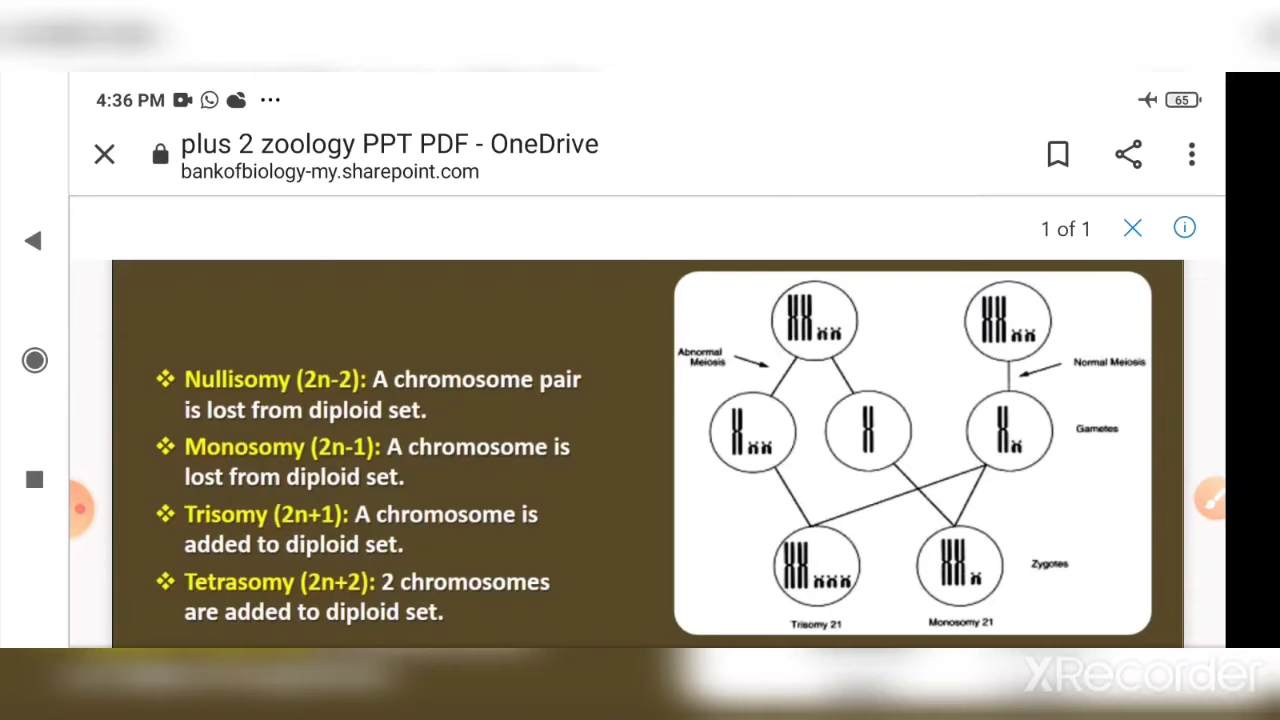 4:36 PM
65
plus 2 zoology PPT PDF - OneDrive
bankofbiology-my.sharepoint.com
1 of 1
❖ Nullisomy (2n-2): A chromosome pair
is lost from diploid set.
❖ Monosomy (2n-1): A chromosome is
lost from diploid set.
❖ Trisomy (2n+1): A chromosome is
added to diploid set.
❖ Tetrasomy (2n+2): 2 chromosomes
are added to diploid set.
Abnormal
Meiosis
Normal Meiosis
Gametes
Zygotes
Trisomy 21
Monosomy 21
XRecorder